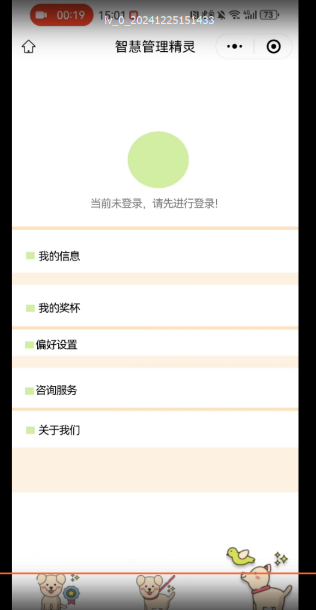 00:19
15:01
lv_0_20241225151433
73
智慧管理精灵
当前未登录，请先进行登录！
我的信息
我的奖杯
偏好设置
咨询服务
关于我们